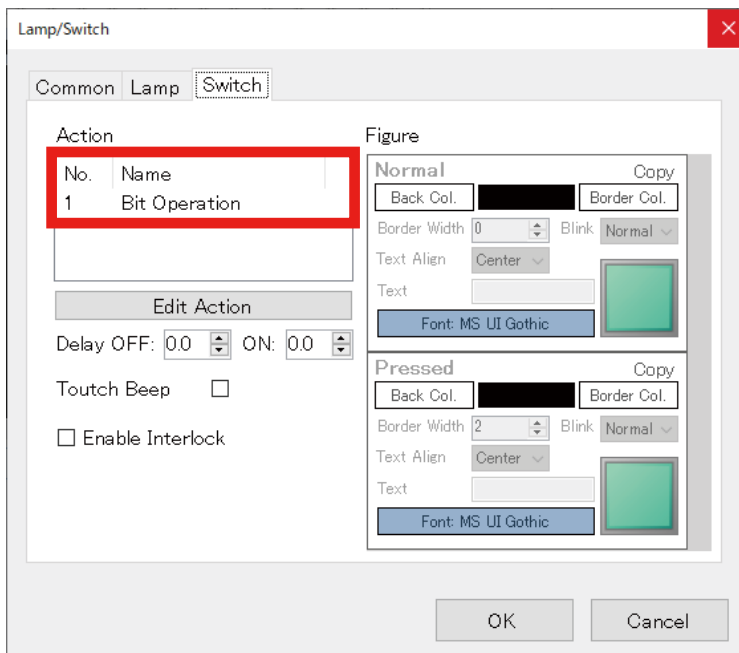 Lamp/Switch
Common Lamp Switch
Action
No. Name
1 Bit Operation
Edit Action
Delay OFF: 0.0 ON: 0.0
Toutch Beep
Enable Interlock
Figure
Normal Copy
Back Col. Border Col.
Border Width 0 Blink Normal
Text Align Center
Text
Font: MS UI Gothic
Pressed Copy
Back Col. Border Col.
Border Width 2 Blink Normal
Text Align Center
Text
Font: MS UI Gothic
OK Cancel